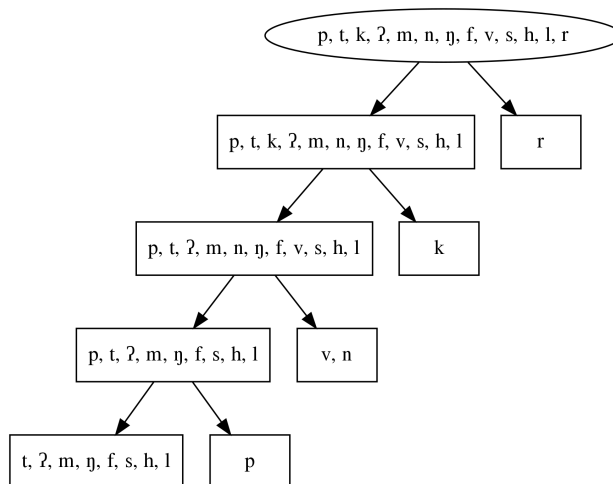 p, t, k, ʔ, m, n, ŋ, f, v, s, h, l, r
p, t, k, ʔ, m, n, ŋ, f, v, s, h, l
r
p, t, ʔ, m, n, ŋ, f, v, s, h, l
k
p, t, ʔ, m, ŋ, f, s, h, l
v, n
t, ʔ, m, ŋ, f, s, h, l
p